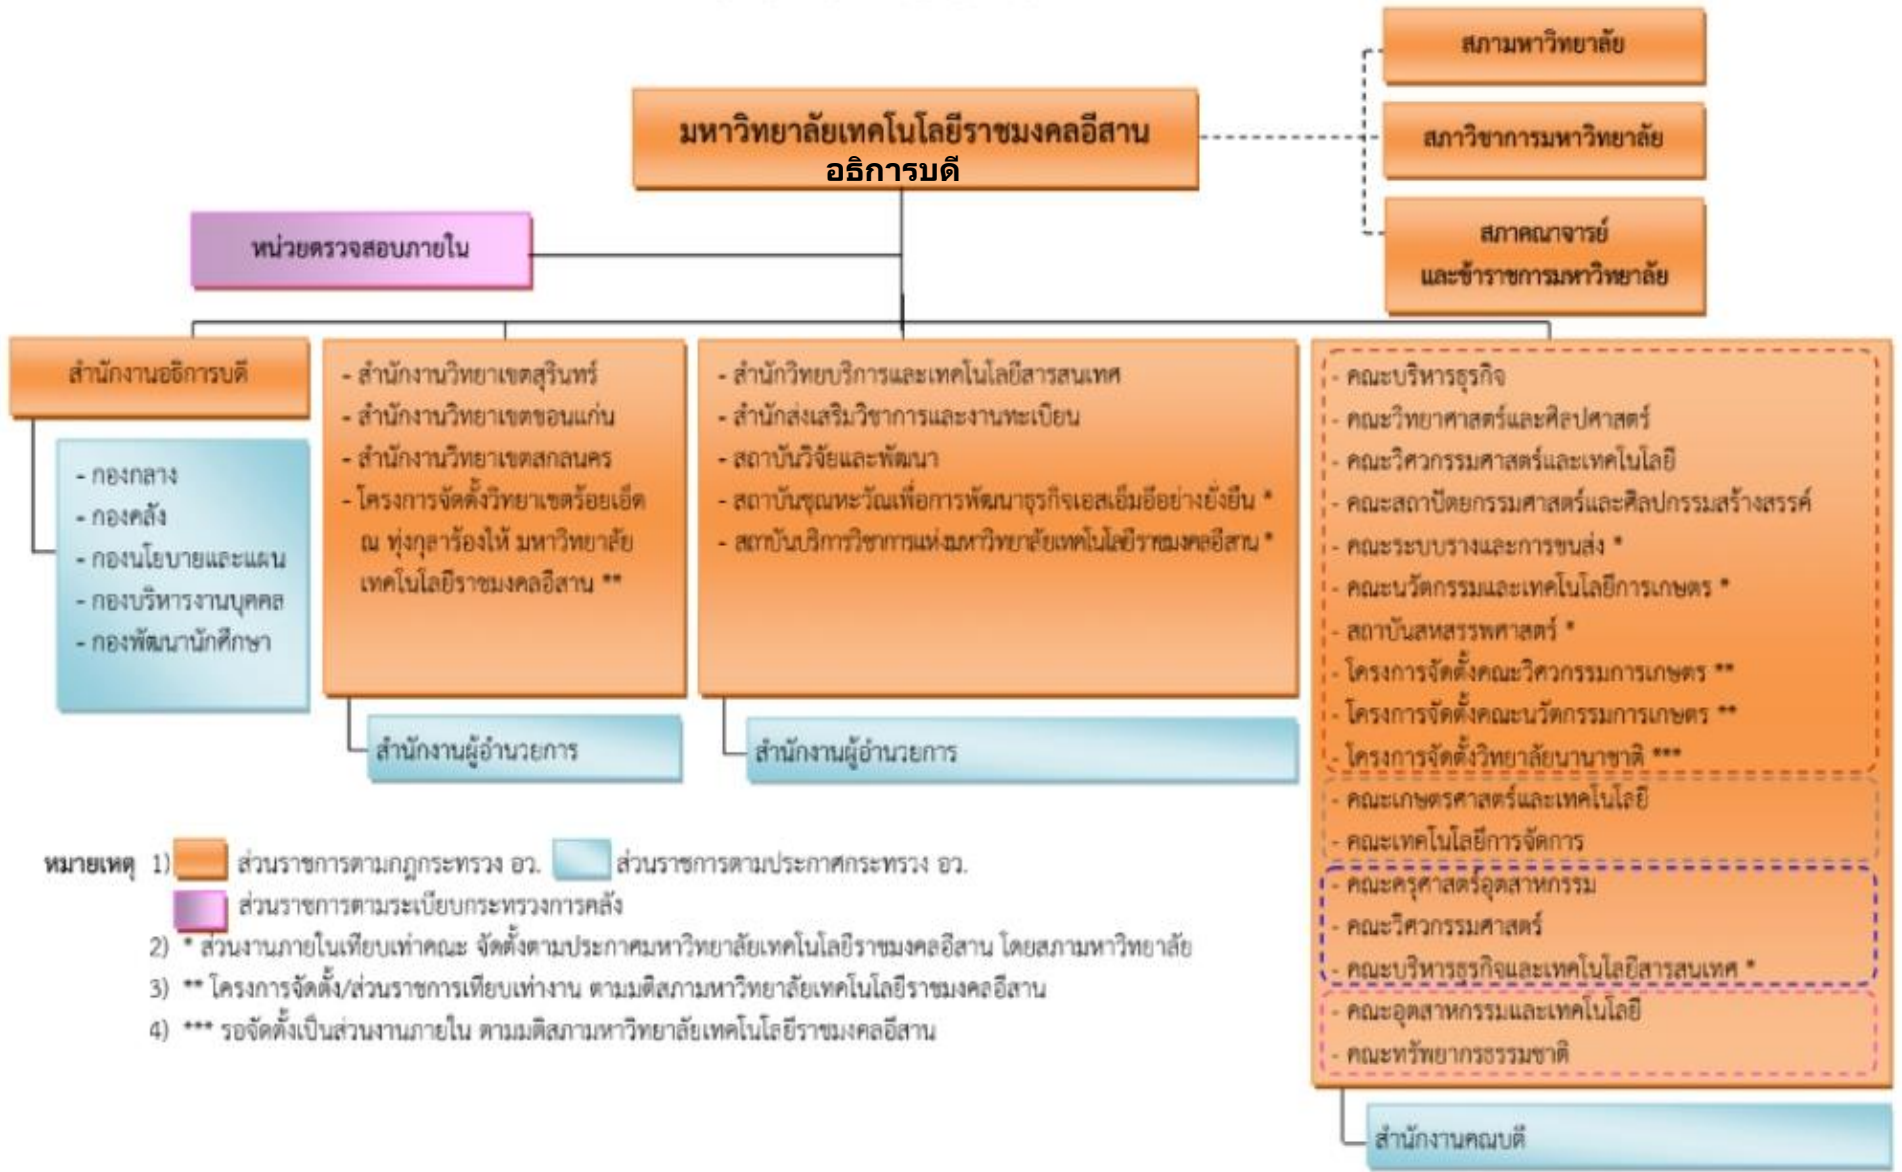 สภามหาวิทยาลัย
มหาวิทยาลัยเทคโนโลยีราชมงคลอีสาน
อธิการบดี
สภาวิชาการมหาวิทยาลัย
สภาคณาจารย์
และข้าราชการมหาวิทยาลัย
หน่วยตรวจสอบภายใน
สำนักงานอธิการบดี
- กองกลาง
- กองคลัง
- กองนโยบายและแผน
- กองบริหารงานบุคคล
- กองพัฒนานักศึกษา
- สำนักงานวิทยาเขตสุรินทร์
- สำนักงานวิทยาเขตขอนแก่น
- สำนักงานวิทยาเขตสกลนคร
- โครงการจัดตั้งวิทยาเขตร้อยเอ็ด
ณ ทุ่งกุลาร้องไห้ มหาวิทยาลัย
เทคโนโลยีราชมงคลอีสาน **
สำนักงานผู้อำนวยการ
- สำนักวิทยบริการและเทคโนโลยีสารสนเทศ
- สำนักส่งเสริมวิชาการและงานทะเบียน
- สถาบันวิจัยและพัฒนา
- สถาบันชุณหะวัณเพื่อการพัฒนาธุรกิจเอสเอ็มอีอย่างยั่งยืน *
- สถาบันบริการวิชาการแห่งมหาวิทยาลัยเทคโนโลยีราชมงคลอีสาน *
สำนักงานผู้อำนวยการ
- คณะบริหารธุรกิจ
- คณะวิทยาศาสตร์และศิลปศาสตร์
- คณะวิศวกรรมศาสตร์และเทคโนโลยี
- คณะสถาปัตยกรรมศาสตร์และศิลปกรรมสร้างสรรค์
- คณะระบบรางและการขนส่ง *
- คณะนวัตกรรมและเทคโนโลยีการเกษตร *
- สถาบันสหสรรพศาสตร์ *
- โครงการจัดตั้งคณะวิศวกรรมการเกษตร **
- โครงการจัดตั้งคณะนวัตกรรมการเกษตร **
- โครงการจัดตั้งวิทยาลัยนานาชาติ ***
- คณะเกษตรศาสตร์และเทคโนโลยี
- คณะเทคโนโลยีการจัดการ
- คณะครุศาสตร์อุตสาหกรรม
- คณะวิศวกรรมศาสตร์
- คณะบริหารธุรกิจและเทคโนโลยีสารสนเทศ *
- คณะอุตสาหกรรมและเทคโนโลยี
- คณะทรัพยากรธรรมชาติ
สำนักงานคณบดี
หมายเหตุ 1) ส่วนราชการตามกฎกระทรวง อว. ส่วนราชการตามประกาศกระทรวง อว.
ส่วนราชการตามระเบียบกระทรวงการคลัง
2) * ส่วนงานภายในเทียบเท่าคณะ จัดตั้งตามประกาศมหาวิทยาลัยเทคโนโลยีราชมงคลอีสาน โดยสภามหาวิทยาลัย
3) ** โครงการจัดตั้ง/ส่วนราชการเทียบเท่างาน ตามมติสภามหาวิทยาลัยเทคโนโลยีราชมงคลอีสาน
4) *** รอจัดตั้งเป็นส่วนงานภายใน ตามมติสภามหาวิทยาลัยเทคโนโลยีราชมงคลอีสาน